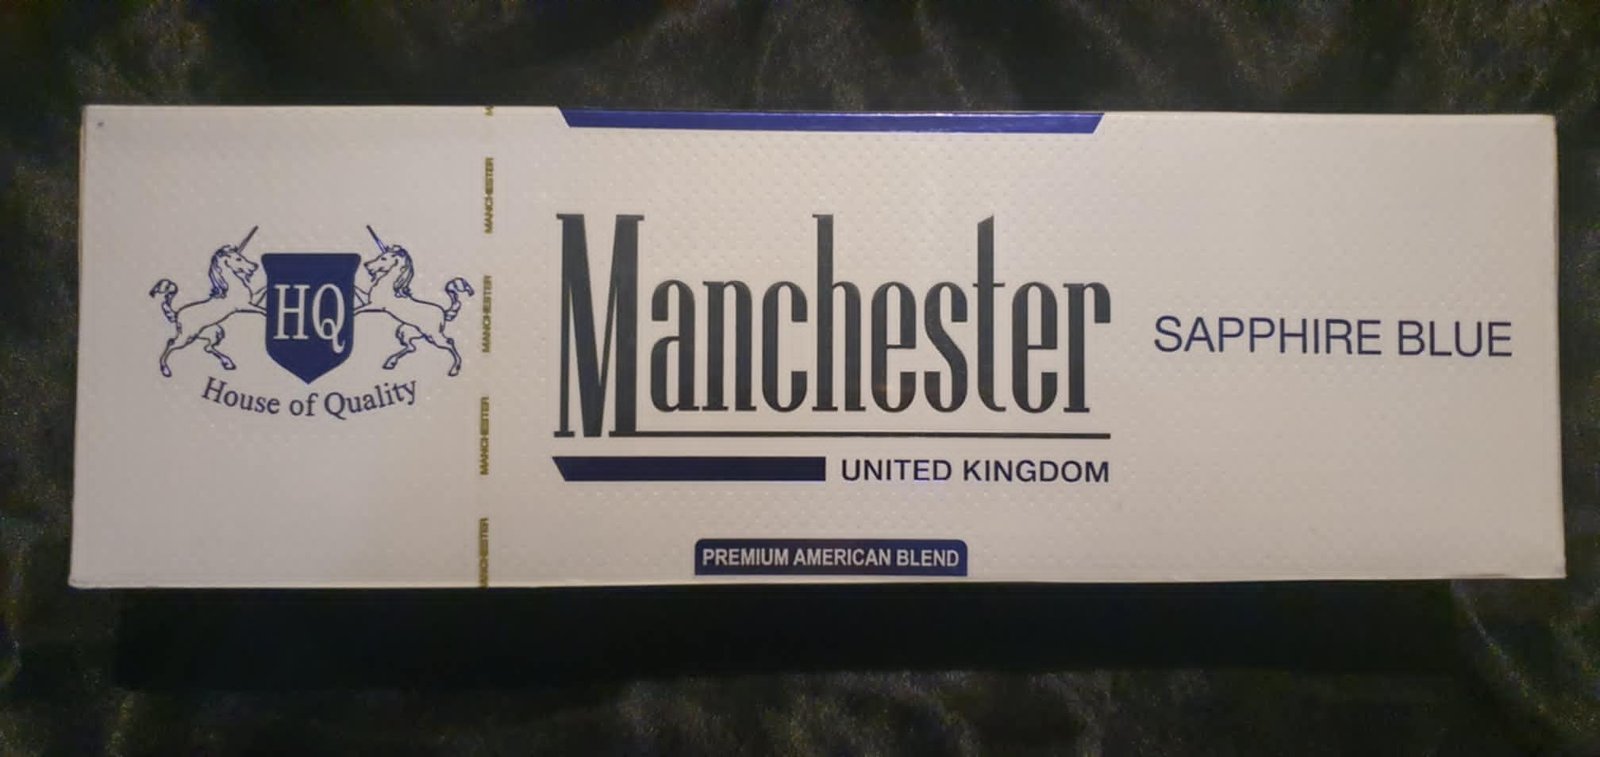 HQ
House of Quality
MANCHESTER
MANCHESTER
MANCHESTER
MANCHESTER
Manchester
UNITED KINGDOM
PREMIUM AMERICAN BLEND
SAPPHIRE BLUE